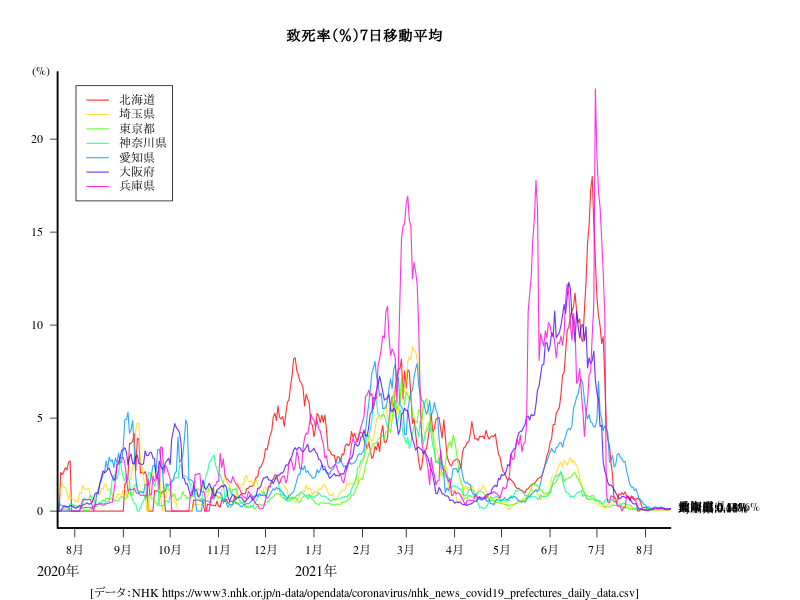 致死率(%)7日移動平均
(%)
20
15
10
5
0
北海道
埼玉県
東京都
神奈川県
愛知県
大阪府
兵庫県
8月 9月 10月 11月 12月 1月 2月 3月 4月 5月 6月 7月 8月
2020年 2021年
[データ:NHK https://www3.nhk.or.jp/n-data/opendata/coronavirus/nhk_news_covid19_prefectures_daily_data.csv]